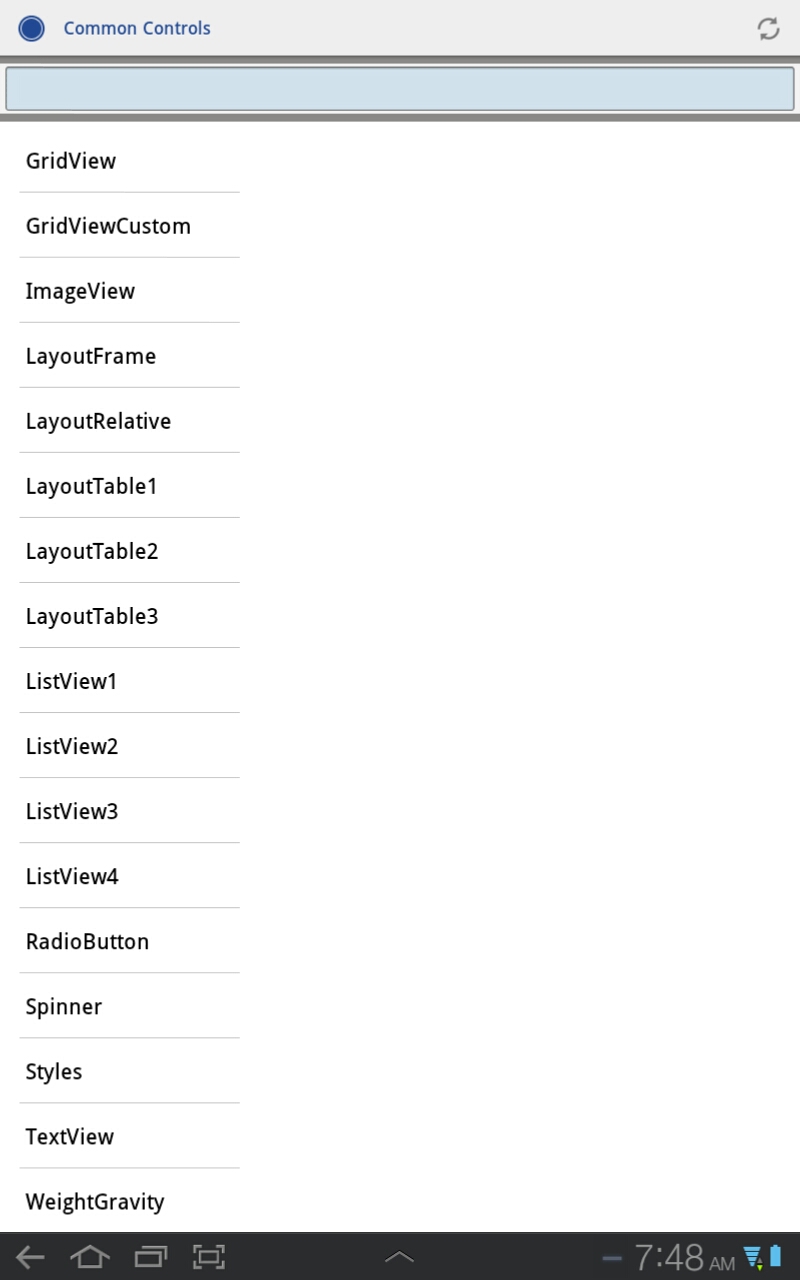 Common Controls
GridView
GridViewCustom
ImageView
LayoutFrame
LayoutRelative
LayoutTable1
LayoutTable2
LayoutTable3
ListView1
ListView2
ListView3
ListView4
RadioButton
Spinner
Styles
TextView
WeightGravity
7:48 AM